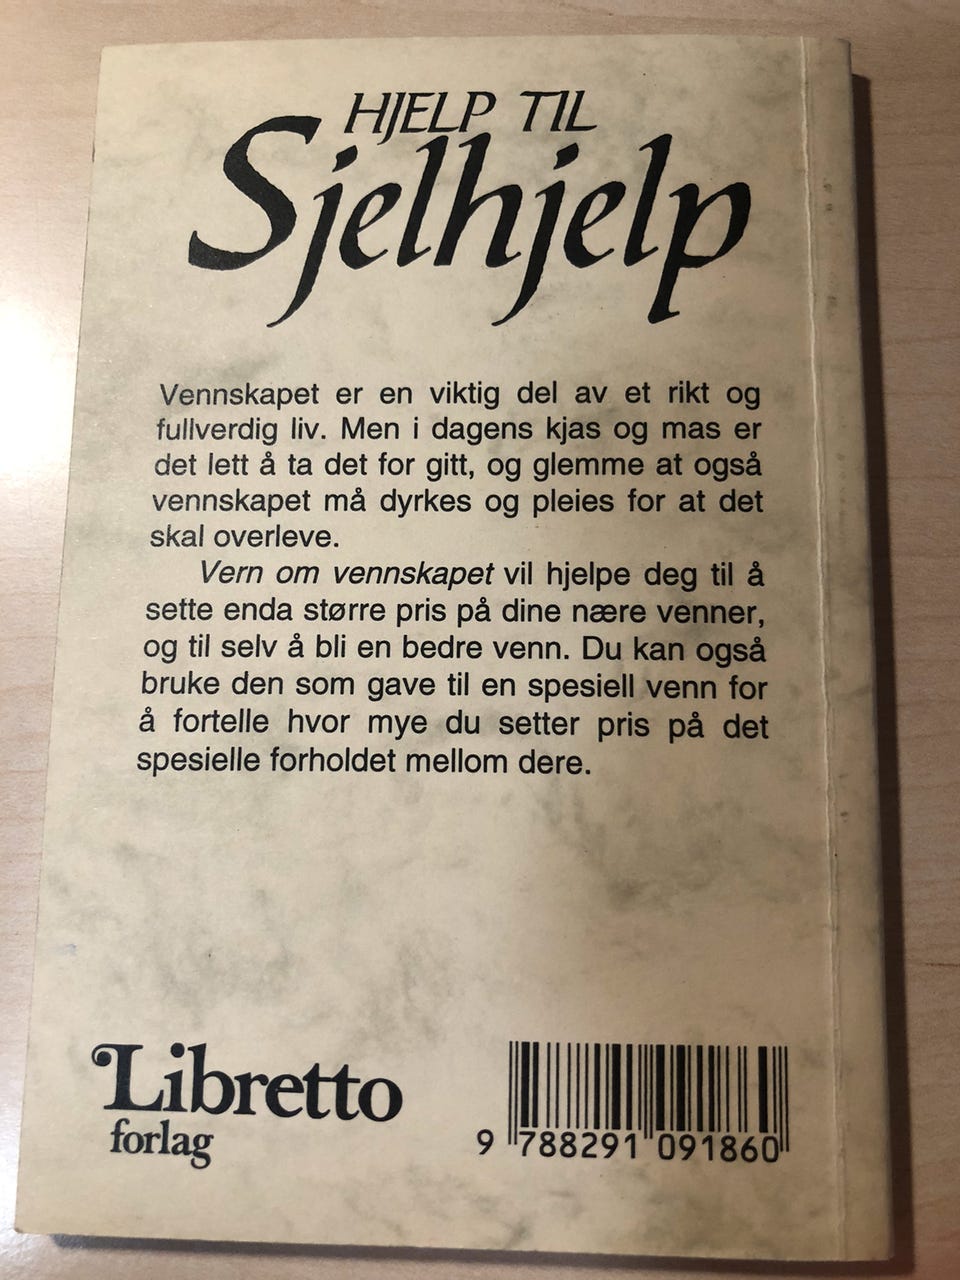 HJELP TIL
Sjelhjelp
Vennskapet er en viktig del av et rikt og
fullverdig liv. Men i dagens kjas og mas er
det lett å ta det for gitt, og glemme at også
vennskapet må dyrkes og pleies for at det
skal overleve.
Vern om vennskapet vil hjelpe deg til å
sette enda større pris på dine nære venner,
og til selv å bli en bedre venn. Du kan også
bruke den som gave til en spesiell venn for
å fortelle hvor mye du setter pris på det
spesielle forholdet mellom dere.
Libretto
forlag
9 788291 091860